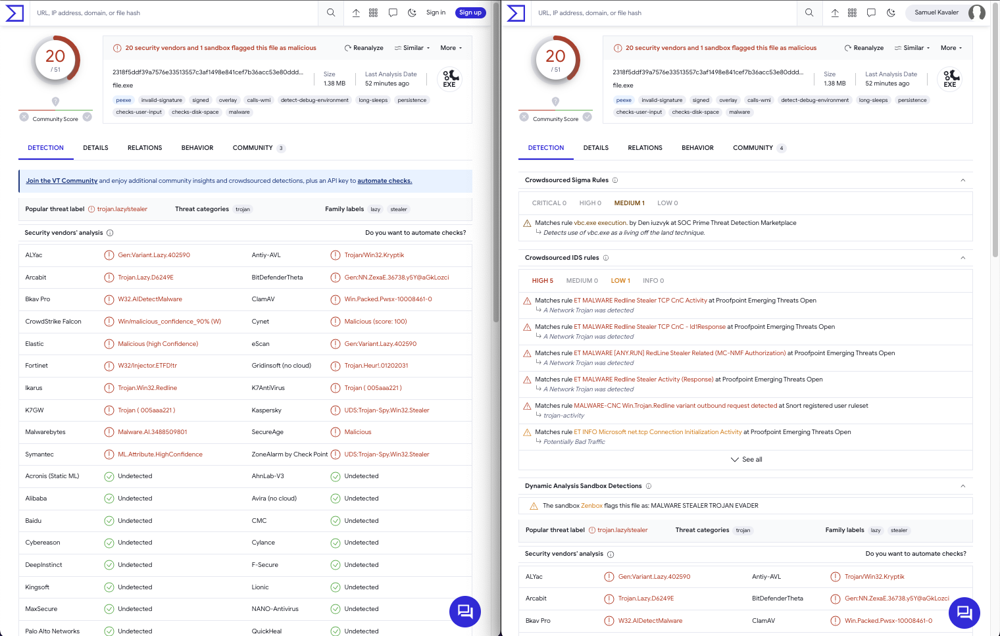 URL, IP address, domain, or file hash
Sign in
Sign up
20
/ 51
Community Score
20 security vendors and 1 sandbox flagged this file as malicious
Reanalyze
Similar
More
2318f5ddf39a7576e33513557c3af1498e841cef7b36acc53e80ddd...
file.exe
Size
1.38 MB
Last Analysis Date
52 minutes ago
EXE
peexe invalid-signature signed overlay calls-wmi detect-debug-environment long-sleeps persistence
checks-user-input checks-disk-space malware
DETECTION DETAILS RELATIONS BEHAVIOR COMMUNITY 3
Join the VT Community and enjoy additional community insights and crowdsourced detections, plus an API key to automate checks.
Popular threat label trojan.lazy/stealer Threat categories trojan Family labels lazy stealer
Security vendors' analysis Do you want to automate checks?
ALYac Gen:Variant.Lazy.402590 Antiy-AVL Trojan/Win32.Kryptik
Arcabit Trojan.Lazy.D6249E BitDefenderTheta Gen:NN.ZexaE.36738.y5Y@aGkLozci
Bkav Pro W32.AIDetectMalware ClamAV Win.Packed.Pwsx-10008461-0
CrowdStrike Falcon Win/malicious_confidence_90% (W) Cynet Malicious (score: 100)
Elastic Malicious (high Confidence) eScan Gen:Variant.Lazy.402590
Fortinet W32/Injector.ETFD!tr Gridinsoft (no cloud) Trojan.Heur!.01202031
Ikarus Trojan.Win32.Redline K7AntiVirus Trojan ( 005aaa221 )
K7GW Trojan ( 005aaa221 ) Kaspersky UDS:Trojan-Spy.Win32.Stealer
Malwarebytes Malware.AI.3488509801 SecureAge Malicious
Symantec ML.Attribute.HighConfidence ZoneAlarm by Check Point UDS:Trojan-Spy.Win32.Stealer
Acronis (Static ML) Undetected AhnLab-V3 Undetected
Alibaba Undetected Avira (no cloud) Undetected
Baidu Undetected CMC Undetected
Cybereason Undetected Cylance Undetected
DeepInstinct Undetected F-Secure Undetected
Kingsoft Undetected Lionic Undetected
MaxSecure Undetected NANO-Antivirus Undetected
Palo Alto Networks Undetected QuickHeal Undetected
URL, IP address, domain, or file hash
Samuel Kavaler
20
/ 51
Community Score
20 security vendors and 1 sandbox flagged this file as malicious
Reanalyze
Similar
More
2318f5ddf39a7576e33513557c3af1498e841cef7b36acc53e80ddd...
file.exe
Size
1.38 MB
Last Analysis Date
52 minutes ago
EXE
peexe invalid-signature signed overlay calls-wmi detect-debug-environment long-sleeps persistence
checks-user-input checks-disk-space malware
DETECTION DETAILS RELATIONS BEHAVIOR COMMUNITY 4
Crowdsourced Sigma Rules
CRITICAL 0 HIGH 0 MEDIUM 1 LOW 0
Matches rule vbc.exe execution. by Den iuzvyk at SOC Prime Threat Detection Marketplace
Detects use of vbc.exe as a living off the land technique.
Crowdsourced IDS rules
HIGH 5 MEDIUM 0 LOW 1 INFO 0
Matches rule ET MALWARE Redline Stealer TCP CnC Activity at Proofpoint Emerging Threats Open
A Network Trojan was detected
Matches rule ET MALWARE Redline Stealer TCP CnC - Id1Response at Proofpoint Emerging Threats Open
A Network Trojan was detected
Matches rule ET MALWARE [ANY.RUN] RedLine Stealer Related (MC-NMF Authorization) at Proofpoint Emerging Threats Open
A Network Trojan was detected
Matches rule ET MALWARE Redline Stealer Activity (Response) at Proofpoint Emerging Threats Open
A Network Trojan was detected
Matches rule MALWARE-CNC Win.Trojan.Redline variant outbound request detected at Snort registered user ruleset
trojan-activity
Matches rule ET INFO Microsoft net.tcp Connection Initialization Activity at Proofpoint Emerging Threats Open
Potentially Bad Traffic
See all
Dynamic Analysis Sandbox Detections
The sandbox Zenbox flags this file as: MALWARE STEALER TROJAN EVADER
Popular threat label trojan.lazy/stealer Threat categories trojan Family labels lazy stealer
Security vendors' analysis Do you want to automate checks?
ALYac Gen:Variant.Lazy.402590 Antiy-AVL Trojan/Win32.Kryptik
Arcabit Trojan.Lazy.D6249E BitDefenderTheta Gen:NN.ZexaE.36738.y5Y@aGkLozci
Bkav Pro W32.AIDetectMalware ClamAV Win.Packed.Pwsx-10008461-0